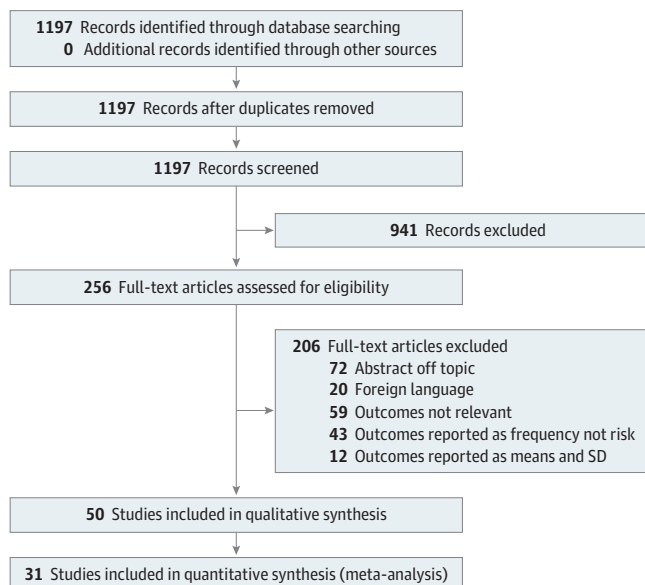 1197 Records identified through database searching
0 Additional records identified through other sources
1197 Records after duplicates removed
1197 Records screened
941 Records excluded
256 Full-text articles assessed for eligibility
206 Full-text articles excluded
72 Abstract off topic
20 Foreign language
59 Outcomes not relevant
43 Outcomes reported as frequency not risk
12 Outcomes reported as means and SD
50 Studies included in qualitative synthesis
31 Studies included in quantitative synthesis (meta-analysis)